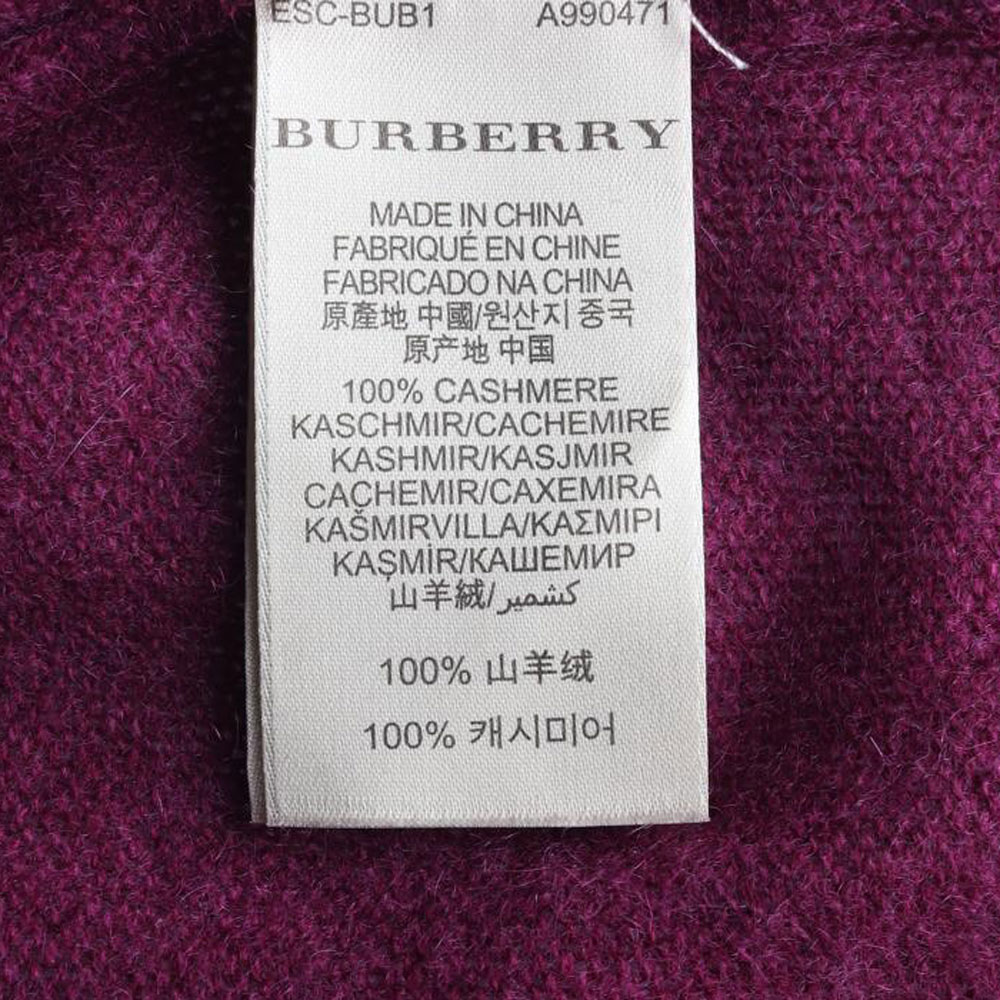 ESC-BUB1 A990471
BURBERRY
MADE IN CHINA
FABRIQUÉ EN CHINE
FABRICADO NA CHINA
原產地 中國/원산지 중국
原产地 中国
100% CASHMERE
KASCHMIR/CACHEMIRE
KASHMIR/KASJMIR
CACHEMIR/CAXEMIRA
KAŠMIRVILLA/ΚΑΣΜΙΡΙ
KAŞMİR/КАШЕМИР
山羊絨/كشمير
100% 山羊绒
100% 캐시미어